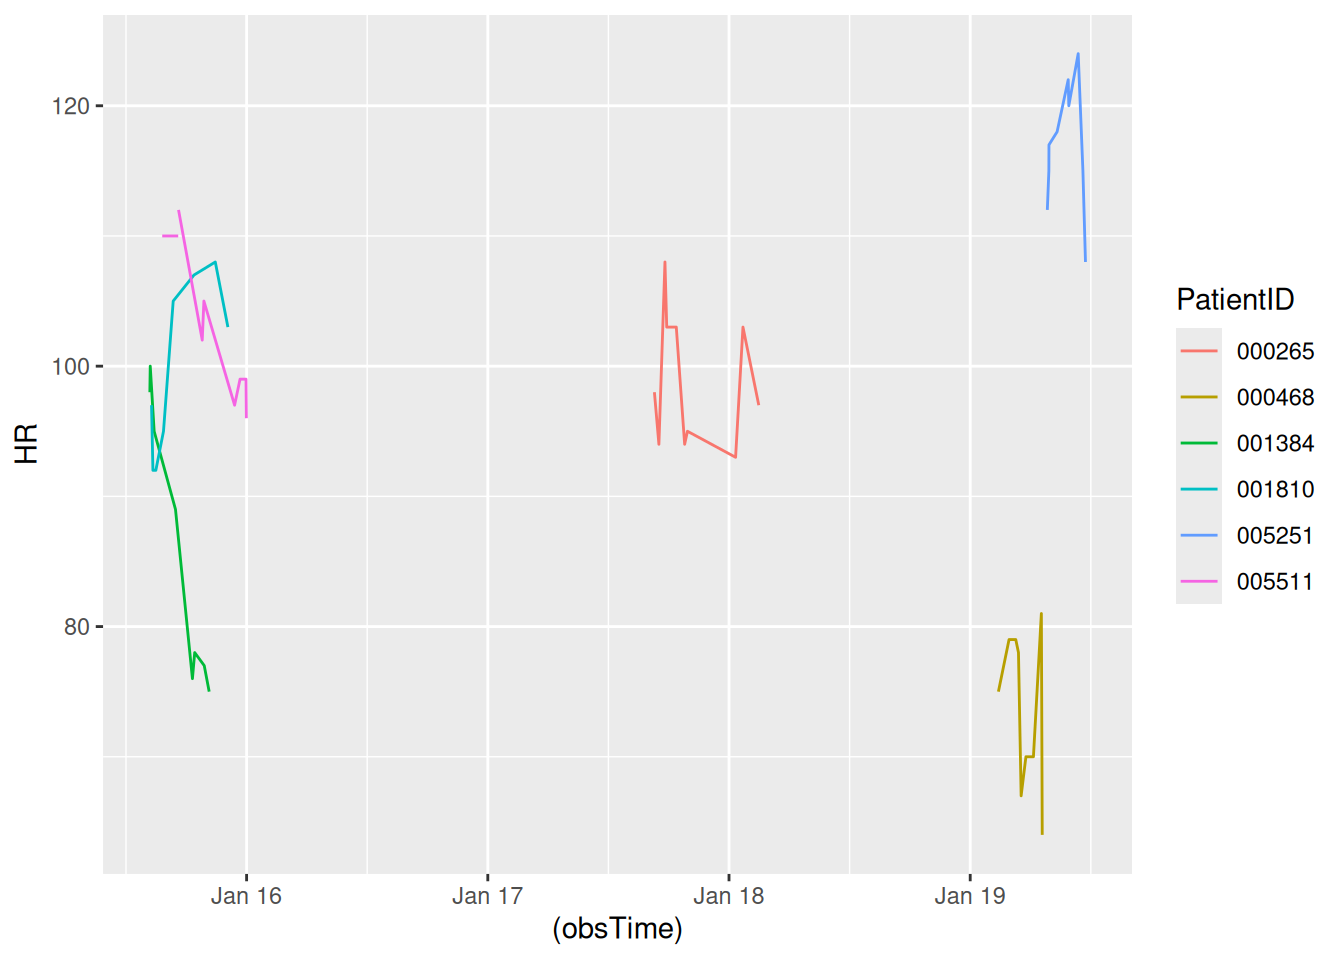 120
100
80
HR
Jan 16
Jan 17
Jan 18
Jan 19
(obsTime)
PatientID
000265
000468
001384
001810
005251
005511